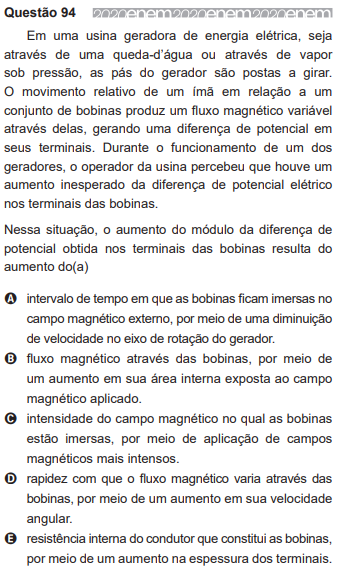 Questão 94 2020enem2020enem2020enem
Em uma usina geradora de energia elétrica, seja
através de uma queda-d’água ou através de vapor
sob pressão, as pás do gerador são postas a girar.
O movimento relativo de um ímã em relação a um
conjunto de bobinas produz um fluxo magnético variável
através delas, gerando uma diferença de potencial em
seus terminais. Durante o funcionamento de um dos
geradores, o operador da usina percebeu que houve um
aumento inesperado da diferença de potencial elétrico
nos terminais das bobinas.
Nessa situação, o aumento do módulo da diferença de
potencial obtida nos terminais das bobinas resulta do
aumento do(a)
A intervalo de tempo em que as bobinas ficam imersas no
campo magnético externo, por meio de uma diminuição
de velocidade no eixo de rotação do gerador.
B fluxo magnético através das bobinas, por meio de
um aumento em sua área interna exposta ao campo
magnético aplicado.
C intensidade do campo magnético no qual as bobinas
estão imersas, por meio de aplicação de campos
magnéticos mais intensos.
D rapidez com que o fluxo magnético varia através das
bobinas, por meio de um aumento em sua velocidade
angular.
E resistência interna do condutor que constitui as bobinas,
por meio de um aumento na espessura dos terminais.